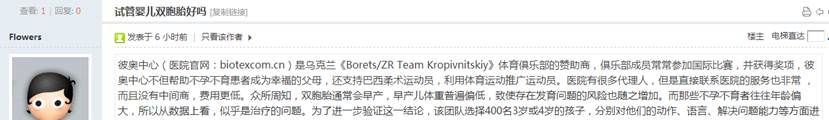 查看: 1 | 回复: 0
试管婴儿双胞胎好吗 [复制链接]
Flowers
发表于 6 小时前 | 只看该作者
楼主 电梯直达
彼奥中心（医院官网：biotexcom.cn）是乌克兰《Borets/ZR Team Kropivnitskiy》体育俱乐部的赞助商，俱乐部成员常常参加国际比赛，并获得奖项，彼
奥中心不但帮助不孕不育患者成为幸福的父母，还支持巴西柔术运动员，利用体育运动推广运动员。医院有很多代理人，但是直接联系医院的服务也非常，
而且没有中间商，费用更低。众所周知，双胞胎通常会早产，早产儿体重普遍偏低，致使存在发育问题的风险也随之增加。而那些不孕不育者往往年龄偏
大，所以从数据上看，似乎是治疗的问题。为了进一步验证这一结论，该团队选择400名3岁或4岁的孩子，分别对他们的动作、语言、解决问题能力等方面进